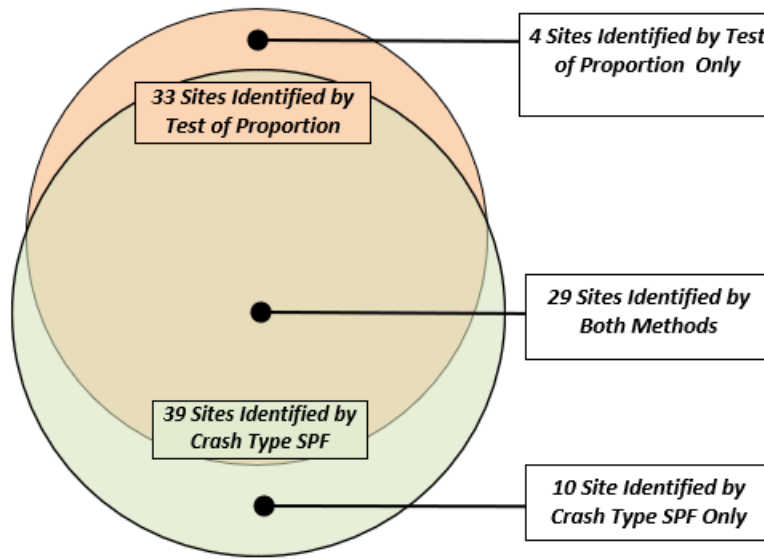 4 Sites Identified by Test
of Proportion Only
33 Sites Identified by
Test of Proportion
29 Sites Identified by
Both Methods
39 Sites Identified by
Crash Type SPF
10 Site Identified by
Crash Type SPF Only